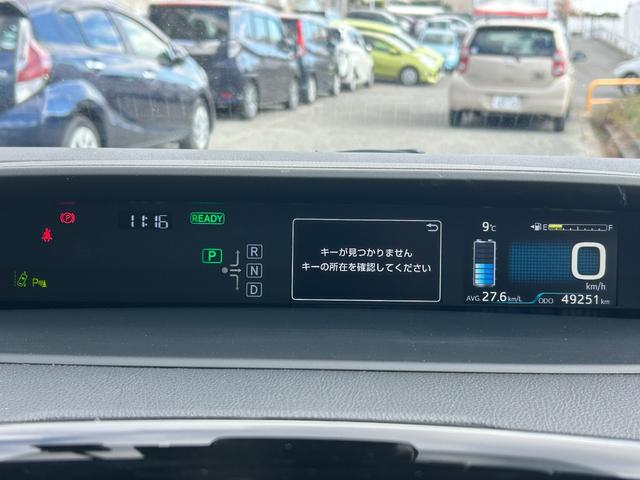 11:16
READY
P
R
N
D
キーが見つかりません
キーの所在を確認してください
9℃
E F
0
km/h
AVG. 27.6 km/L
ODO 49251 km
P
P